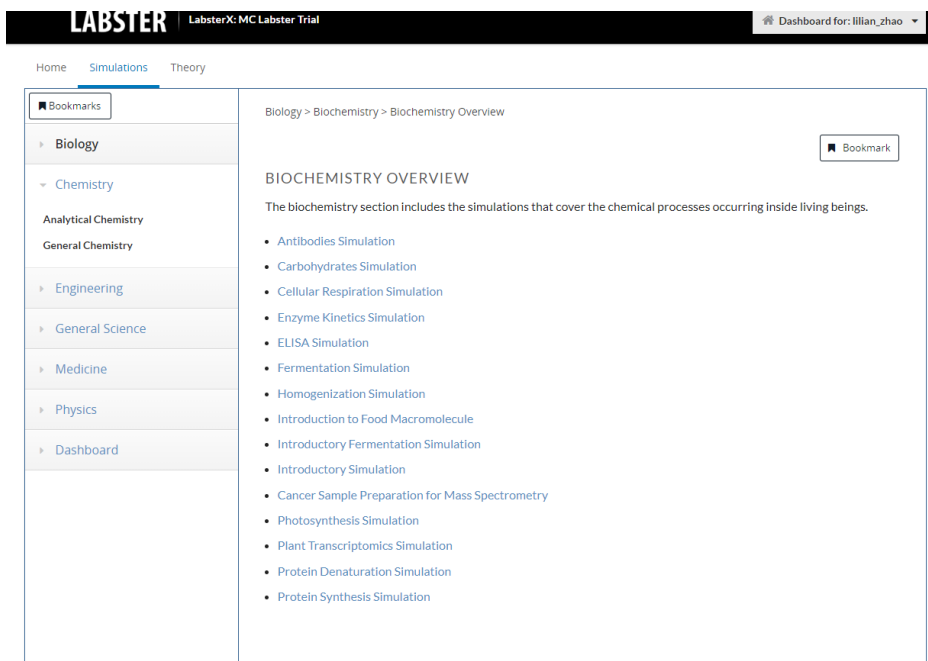 LABSTER LabsterX: MC Labster Trial Dashboard for: lilian_zhao
Home Simulations Theory
Bookmarks
Biology
Chemistry
Analytical Chemistry
General Chemistry
Engineering
General Science
Medicine
Physics
Dashboard
Biology > Biochemistry > Biochemistry Overview
Bookmark
BIOCHEMISTRY OVERVIEW
The biochemistry section includes the simulations that cover the chemical processes occurring inside living beings.
Antibodies Simulation
Carbohydrates Simulation
Cellular Respiration Simulation
Enzyme Kinetics Simulation
ELISA Simulation
Fermentation Simulation
Homogenization Simulation
Introduction to Food Macromolecule
Introductory Fermentation Simulation
Introductory Simulation
Cancer Sample Preparation for Mass Spectrometry
Photosynthesis Simulation
Plant Transcriptomics Simulation
Protein Denaturation Simulation
Protein Synthesis Simulation